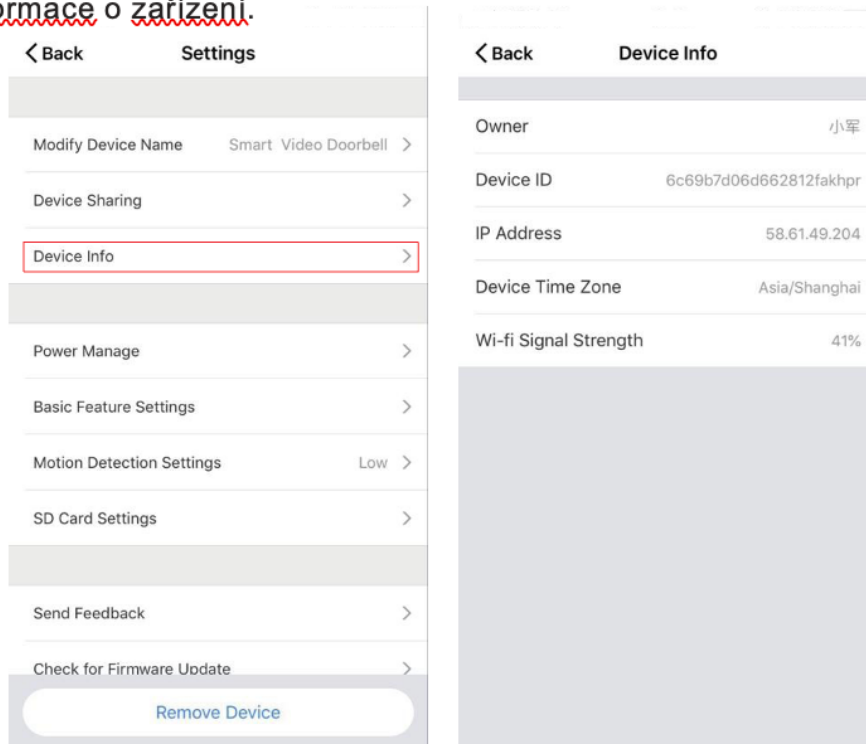 ormace o zařízení.
Back Settings
Modify Device Name Smart Video Doorbell
Device Sharing
Device Info
Power Manage
Basic Feature Settings
Motion Detection Settings Low
SD Card Settings
Send Feedback
Check for Firmware Update
Remove Device
Back Device Info
Owner 小军
Device ID 6c69b7d06d662812fakhpr
IP Address 58.61.49.204
Device Time Zone Asia/Shanghai
Wi-fi Signal Strength 41%